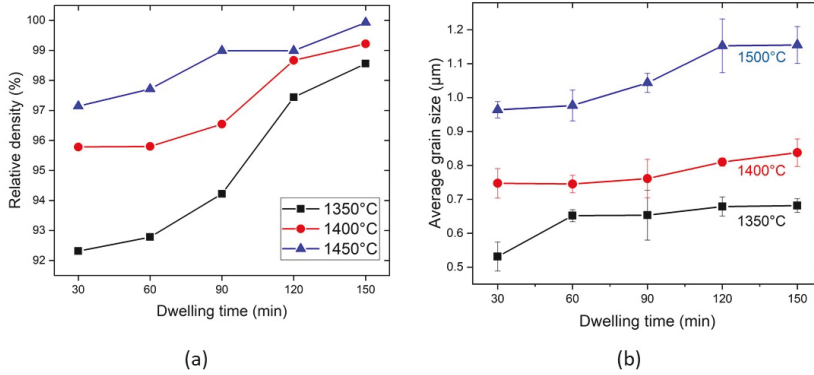 100
99
98
97
96
95
94
93
92
Relative density (%)
1350°C
1400°C
1450°C
30 60 90 120 150
Dwelling time (min)
(a)
1.2
1.1
1.0
0.9
0.8
0.7
0.6
0.5
Average grain size (μm)
1500°C
1400°C
1350°C
30 60 90 120 150
Dwelling time (min)
(b)